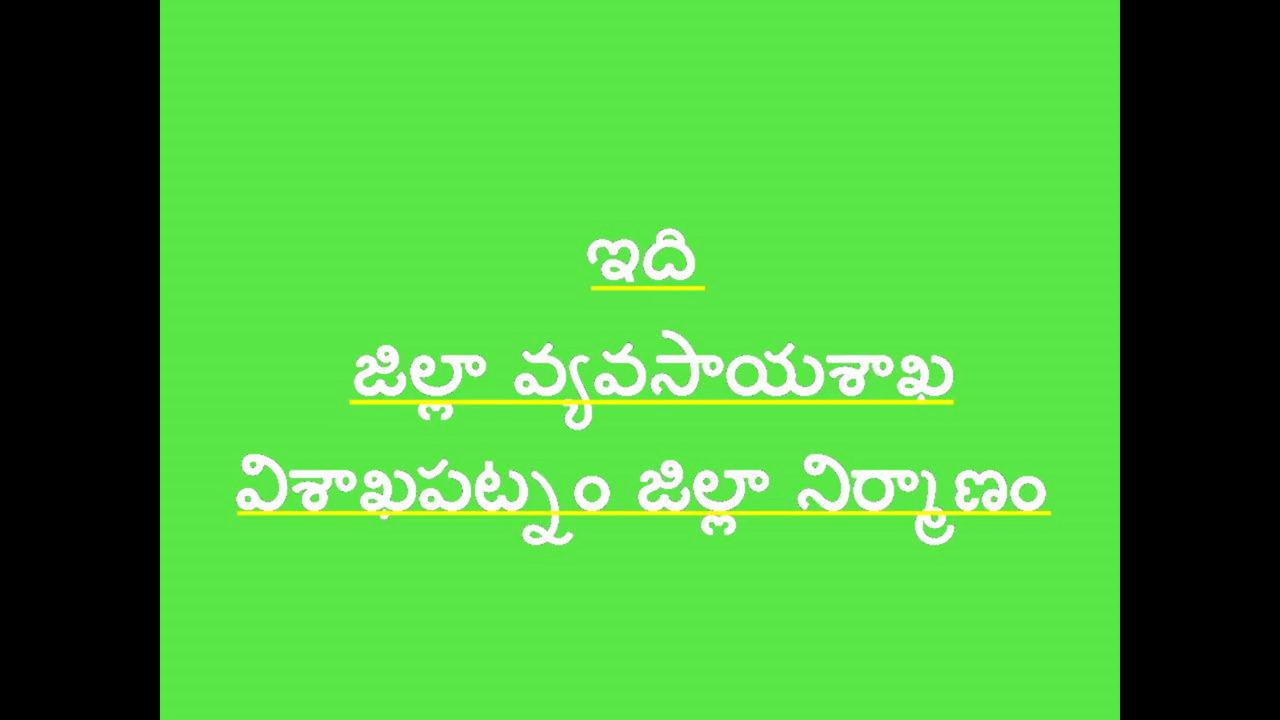 ఇది
జిల్లా వ్యవసాయశాఖ
విశాఖపట్నం జిల్లా నిర్మాణం